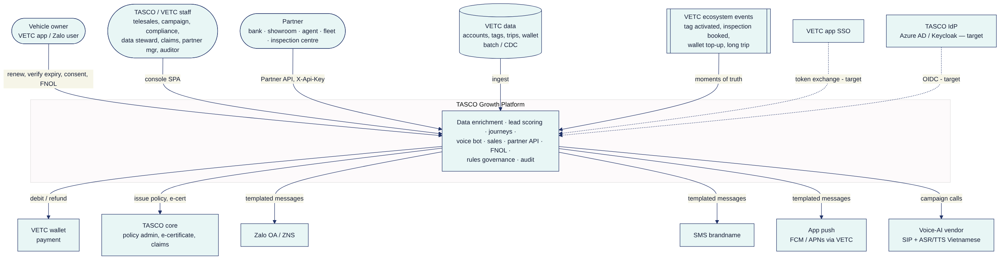 Vehicle owner
VETC app / Zalo user
TASCO / VETC staff
telesales, campaign,
compliance,
data steward, claims, partner
mgr, auditor
Partner
bank · showroom · agent · fleet
· inspection centre
VETC data
accounts, tags, trips, wallet
batch / CDC
VETC ecosystem events
tag activated, inspection
booked,
wallet top-up, long trip
VETC app SSO
TASCO IdP
Azure AD / Keycloak — target
renew, verify expiry, consent,
FNOL
console SPA
Partner API, X-Api-Key
ingest
moments of truth
token exchange - target
OIDC - target
TASCO Growth Platform
Data enrichment · lead scoring
· journeys ·
voice bot · sales · partner API ·
FNOL ·
rules governance · audit
debit / refund
issue policy, e-cert
templated messages
templated messages
templated messages
campaign calls
VETC wallet
payment
TASCO core
policy admin, e-certificate,
claims
Zalo OA / ZNS
SMS brandname
App push
FCM / APNs via VETC
Voice-AI vendor
SIP + ASR/TTS Vietnamese